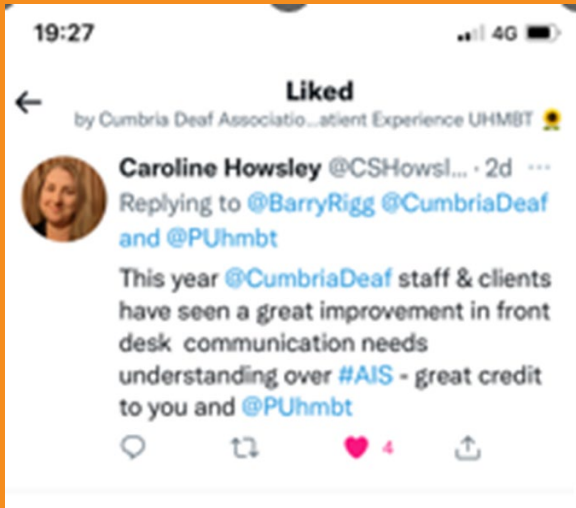 19:27
4G
Liked
by Cumbria Deaf Associatio...atient Experience UHMBT 🌻
Caroline Howsley @CSHowsl... · 2d ···
Replying to @BarryRigg @CumbriaDeaf
and @PUhmbt
This year @CumbriaDeaf staff & clients
have seen a great improvement in front
desk communication needs
understanding over #AIS - great credit
to you and @PUhmbt
4